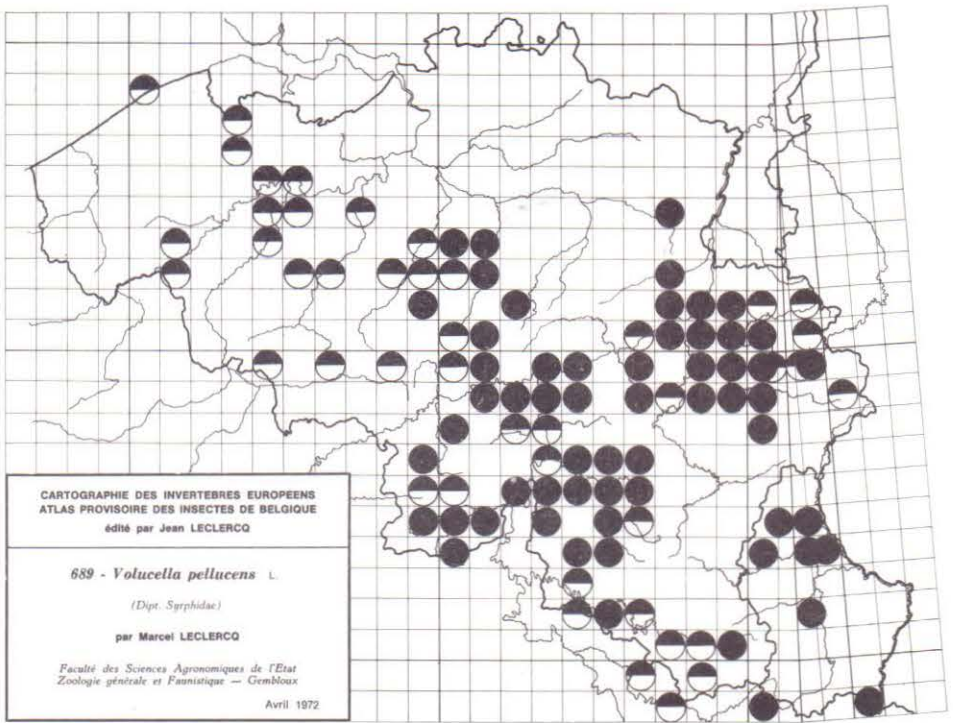 CARTOGRAPHIE DES INVERTEBRES EUROPEENS
ATLAS PROVISOIRE DES INSECTES DE BELGIQUE
édité par Jean LECLERCQ
689 - Volucella pellucens L.
(Dipt. Syrphidae)
par Marcel LECLERCQ
Faculté des Sciences Agronomiques de l'Etat
Zoologie générale et Faunistique — Gembloux
Avril 1972